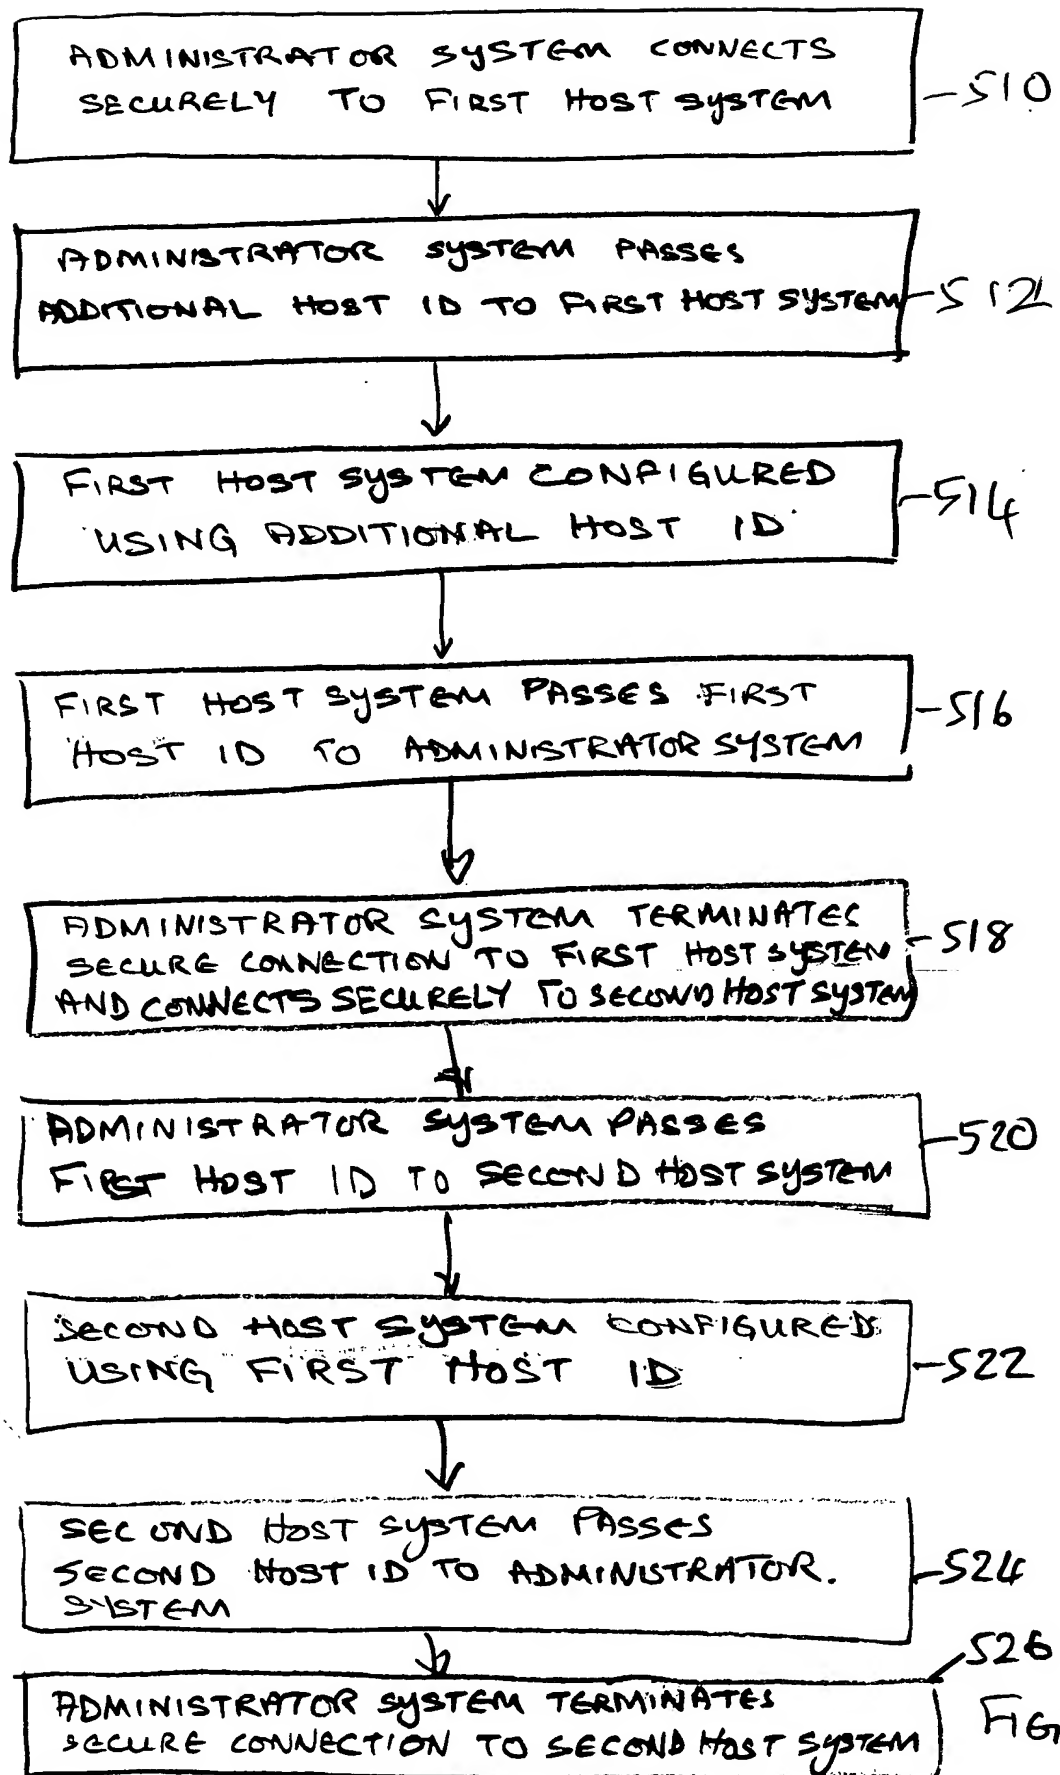 ADMINISTRATOR SYSTEM CONNECTS
SECURELY TO FIRST HOST SYSTEM
510
ADMINISTRATOR SYSTEM PASSES
ADDITIONAL HOST ID TO FIRST HOST SYSTEM
512
FIRST HOST SYSTEM CONFIGURED
USING ADDITIONAL HOST ID
514
FIRST HOST SYSTEM PASSES FIRST
HOST ID TO ADMINISTRATOR SYSTEM
516
ADMINISTRATOR SYSTEM TERMINATES
SECURE CONNECTION TO FIRST HOST SYSTEM
AND CONNECTS SECURELY TO SECOND HOST SYSTEM
518
ADMINISTRATOR SYSTEM PASSES
FIRST HOST ID TO SECOND HOST SYSTEM
520
SECOND HOST SYSTEM CONFIGURED
USING FIRST HOST ID
522
SECOND HOST SYSTEM PASSES
SECOND HOST ID TO ADMINISTRATOR.
SYSTEM
524
ADMINISTRATOR SYSTEM TERMINATES
SECURE CONNECTION TO SECOND HOST SYSTEM
526
FIG